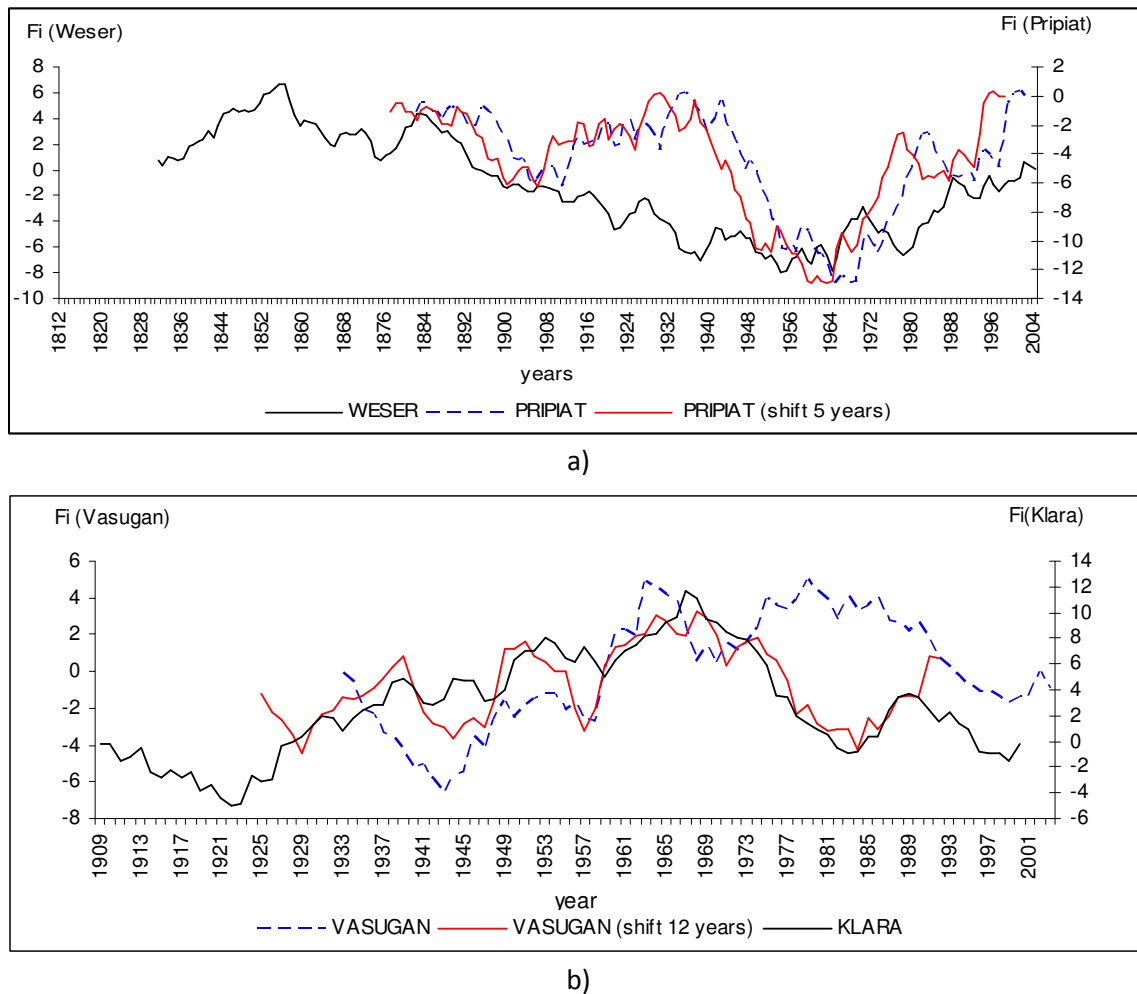 a)
Fi (Weser)
Fi (Pripiat)
8
6
4
2
0
-2
-4
-6
-8
-10
2
0
-2
-4
-6
-8
-10
-12
-14
1812 1820 1828 1836 1844 1852 1860 1868 1876 1884 1892 1900 1908 1916 1924 1932 1940 1948 1956 1964 1972 1980 1988 1996 2004
years
WESER PRIPIAT PRIPIAT (shift 5 years)
a)
Fi (Vasugan)
Fi(Klara)
6
4
2
0
-2
-4
-6
-8
14
12
10
8
6
4
2
0
-2
-4
-6
1909 1913 1917 1921 1925 1929 1933 1937 1941 1945 1949 1953 1957 1961 1965 1969 1973 1977 1981 1985 1989 1993 1997 2001
year
VASUGAN VASUGAN (shift 12 years) KLARA
b)